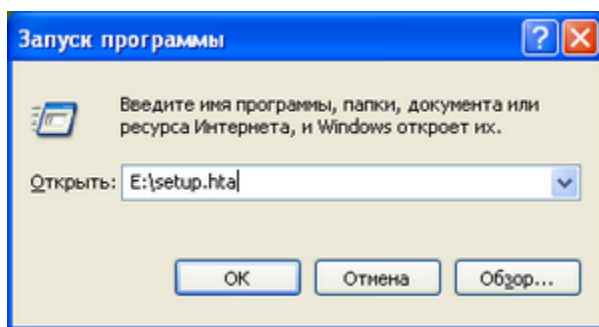 Запуск программы
Введите имя программы, папки, документа или
ресурса Интернета, и Windows откроет их.
Открыть: E:\setup.hta
OK Отмена Обзор...